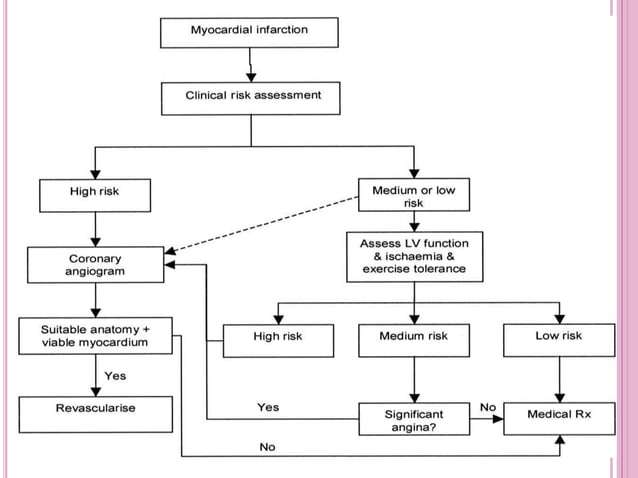 Myocardial infarction
Clinical risk assessment
High risk
Medium or low
risk
Coronary
angiogram
Assess LV function
& ischaemia &
exercise tolerance
Suitable anatomy +
viable myocardium
High risk
Medium risk
Low risk
Yes
Revascularise
Yes
Significant
angina?
No
Medical Rx
No